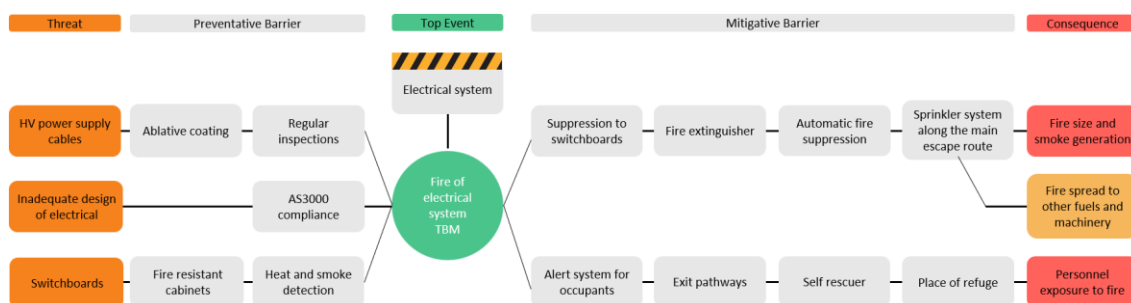 Threat
Preventative Barrier
Top Event
Mitigative Barrier
Consequence
Electrical system
HV power supply
cables
Ablative coating
Regular
inspections
Suppression to
switchboards
Fire extinguisher
Automatic fire
suppression
Sprinkler system
along the main
escape route
Fire size and
smoke generation
Inadequate design
of electrical
AS3000
compliance
Fire of
electrical
system
TBM
Fire spread to
other fuels and
machinery
Switchboards
Fire resistant
cabinets
Heat and smoke
detection
Alert system for
occupants
Exit pathways
Self rescuer
Place of refuge
Personnel
exposure to fire